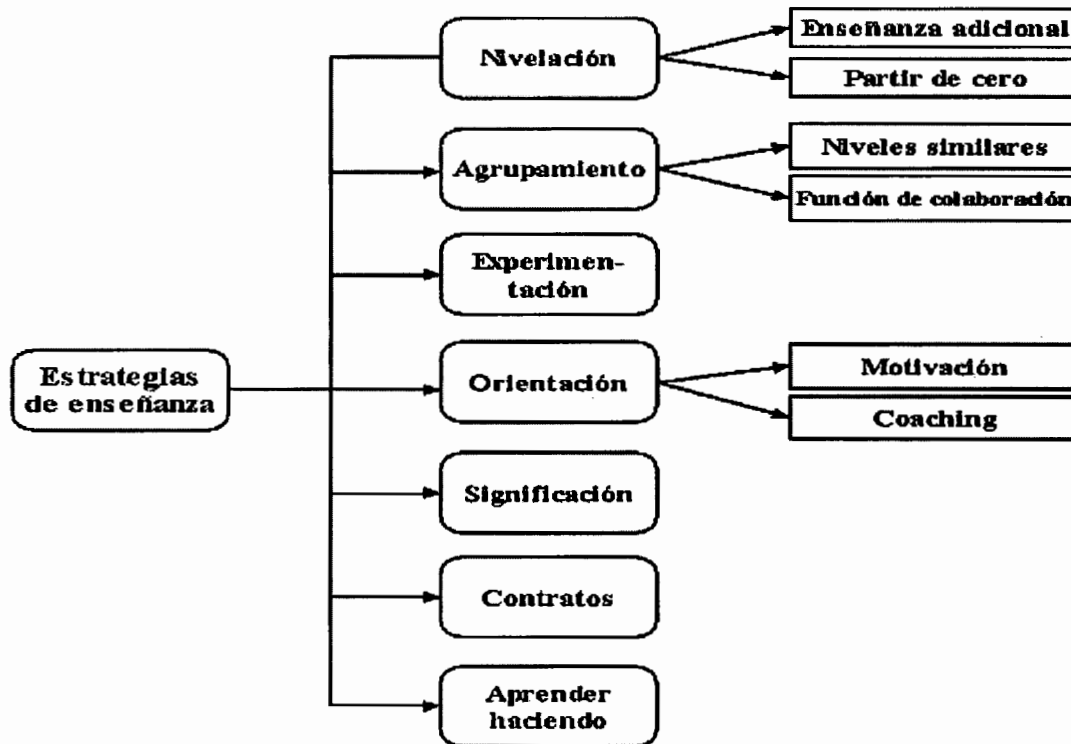 Estrategias
de enseñanza
Nivelación
Enseñanza adicional
Partir de cero
Agrupamiento
Niveles similares
Función de colaboración
Experimen-
tación
Orientación
Motivación
Coaching
Significación
Contratos
Aprender
haciendo